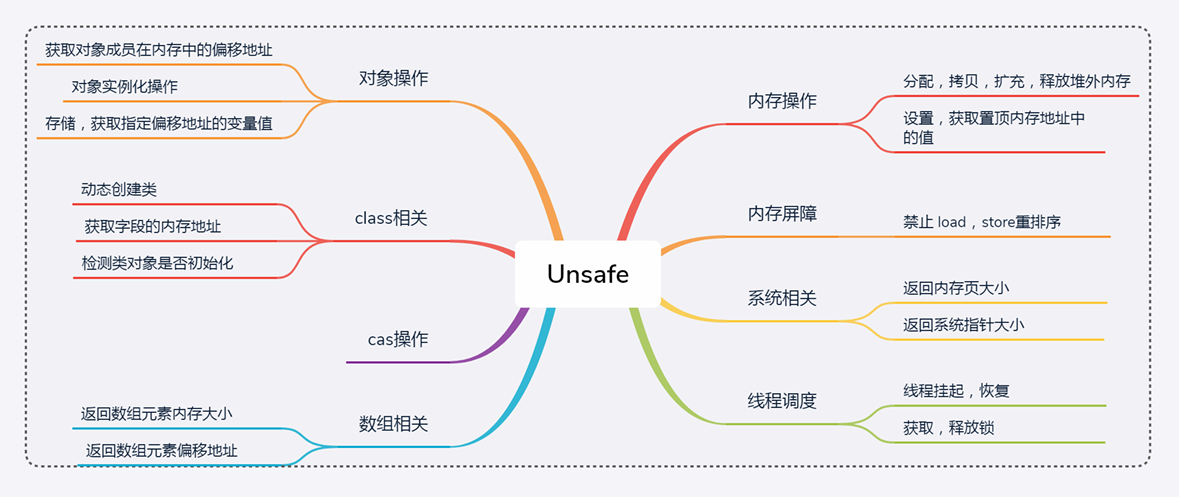 Unsafe
对象操作
获取对象成员在内存中的偏移地址
对象实例化操作
存储，获取指定偏移地址的变量值
class相关
动态创建类
获取字段的内存地址
检测类对象是否初始化
cas操作
数组相关
返回数组元素内存大小
返回数组元素偏移地址
内存操作
分配，拷贝，扩充，释放堆外内存
设置，获取置顶内存地址中
的值
内存屏障
禁止 load，store重排序
系统相关
返回内存页大小
返回系统指针大小
线程调度
线程挂起，恢复
获取，释放锁